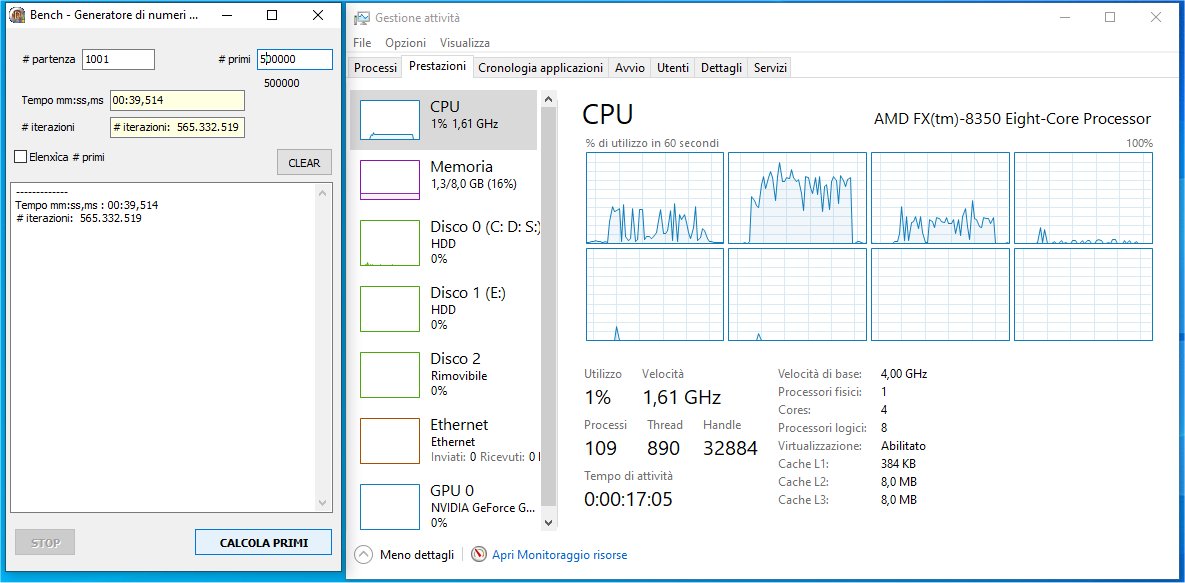 Bench - Generatore di numeri ...
# partenza
1001
# primi
500000
500000
Tempo mm:ss,ms
00:39,514
# iterazioni
# iterazioni: 565.332.519
Elenxica # primi
CLEAR
-------------
Tempo mm:ss,ms : 00:39,514
# iterazioni: 565.332.519
STOP
CALCOLA PRIMI
Gestione attività
File Opzioni Visualizza
Processi Prestazioni Cronologia applicazioni Avvio Utenti Dettagli Servizi
CPU
1% 1,61 GHz
Memoria
1,3/8,0 GB (16%)
Disco 0 (C: D: S:)
HDD
0%
Disco 1 (E:)
HDD
0%
Disco 2
Rimovibile
0%
Ethernet
Ethernet
Inviati: 0 Ricevuti: 0
GPU 0
NVIDIA GeForce G...
0%
CPU
AMD FX(tm)-8350 Eight-Core Processor
% di utilizzo in 60 secondi
100%
Utilizzo
1%
Velocità
1,61 GHz
Processi
109
Thread
890
Handle
32884
Tempo di attività
0:00:17:05
Velocità di base: 4,00 GHz
Processori fisici: 1
Cores: 4
Processori logici: 8
Virtualizzazione: Abilitato
Cache L1: 384 KB
Cache L2: 8,0 MB
Cache L3: 8,0 MB
Meno dettagli
Apri Monitoraggio risorse